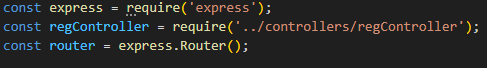 const express = require('express');
const regController = require('../controllers/regController');
const router = express.Router();